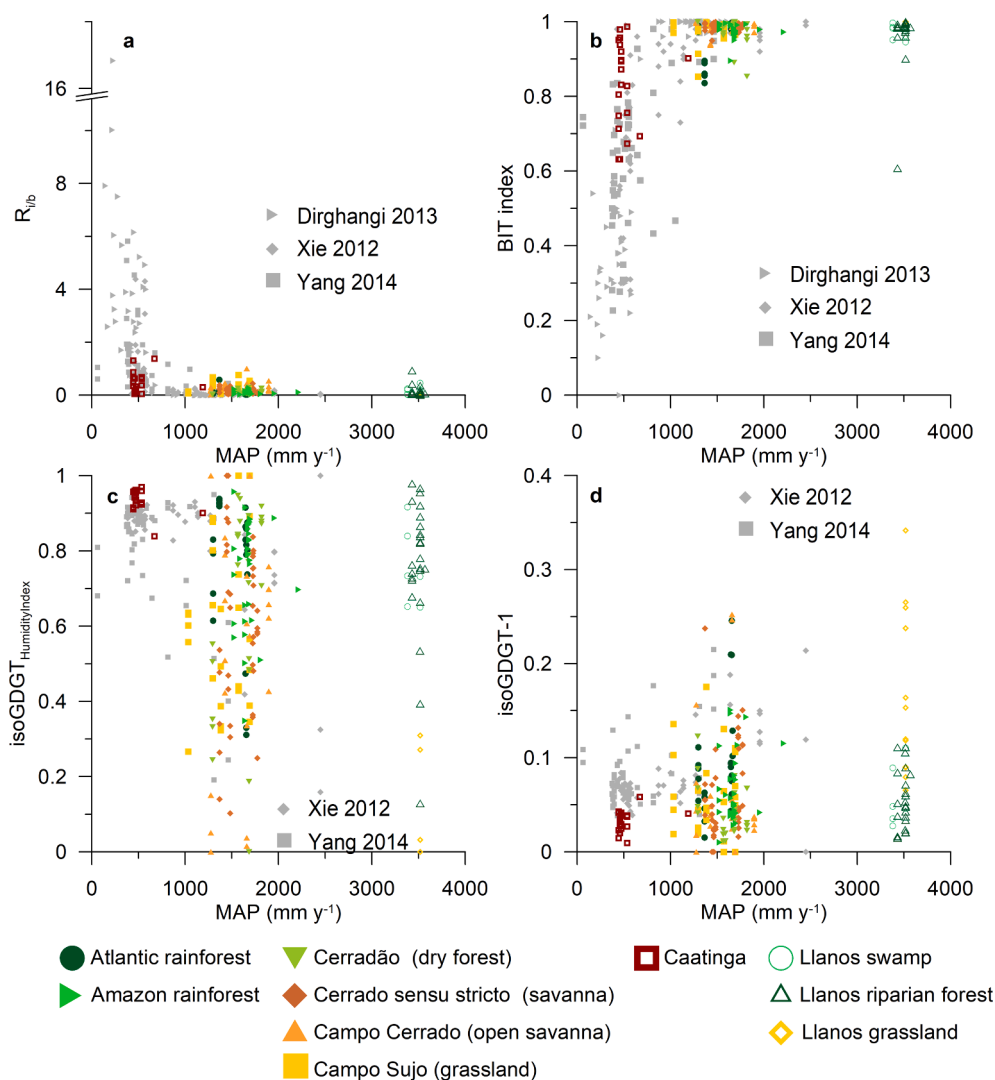 a
16
8
4
0
R i/b
Dirghangi 2013
Xie 2012
Yang 2014
0 1000 2000 3000 4000
MAP (mm y⁻¹)
b
1
0.8
0.6
0.4
0.2
0
BIT index
Dirghangi 2013
Xie 2012
Yang 2014
0 1000 2000 3000 4000
MAP (mm y⁻¹)
c
1
0.8
0.6
0.4
0.2
0
isoGDGT HumidityIndex
Xie 2012
Yang 2014
0 1000 2000 3000 4000
MAP (mm y⁻¹)
d
0.4
0.3
0.2
0.1
0
isoGDGT-1
Xie 2012
Yang 2014
0 1000 2000 3000 4000
MAP (mm y⁻¹)
Atlantic rainforest
Amazon rainforest
Cerradão (dry forest)
Cerrado sensu stricto (savanna)
Campo Cerrado (open savanna)
Campo Sujo (grassland)
Caatinga
Llanos swamp
Llanos riparian forest
Llanos grassland